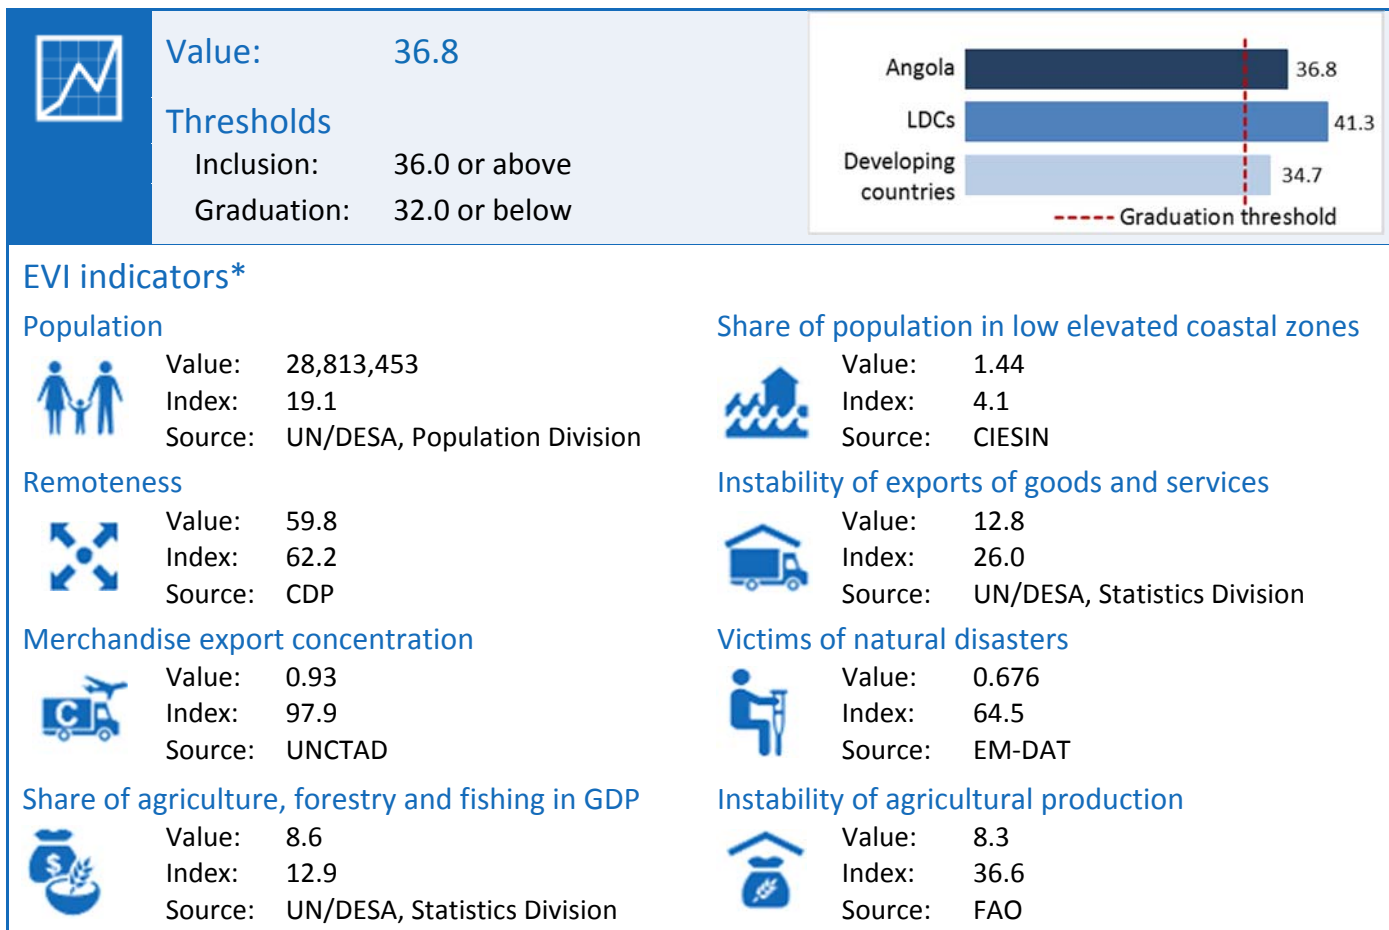 Value: 36.8
Thresholds
Inclusion: 36.0 or above
Graduation: 32.0 or below
Angola 36.8
LDCs 41.3
Developing
countries 34.7
Graduation threshold
EVI indicators*
Population
Value: 28,813,453
Index: 19.1
Source: UN/DESA, Population Division
Share of population in low elevated coastal zones
Value: 1.44
Index: 4.1
Source: CIESIN
Remoteness
Value: 59.8
Index: 62.2
Source: CDP
Instability of exports of goods and services
Value: 12.8
Index: 26.0
Source: UN/DESA, Statistics Division
Merchandise export concentration
C
Value: 0.93
Index: 97.9
Source: UNCTAD
Victims of natural disasters
Value: 0.676
Index: 64.5
Source: EM-DAT
Share of agriculture, forestry and fishing in GDP
$
Value: 8.6
Index: 12.9
Source: UN/DESA, Statistics Division
Instability of agricultural production
Value: 8.3
Index: 36.6
Source: FAO